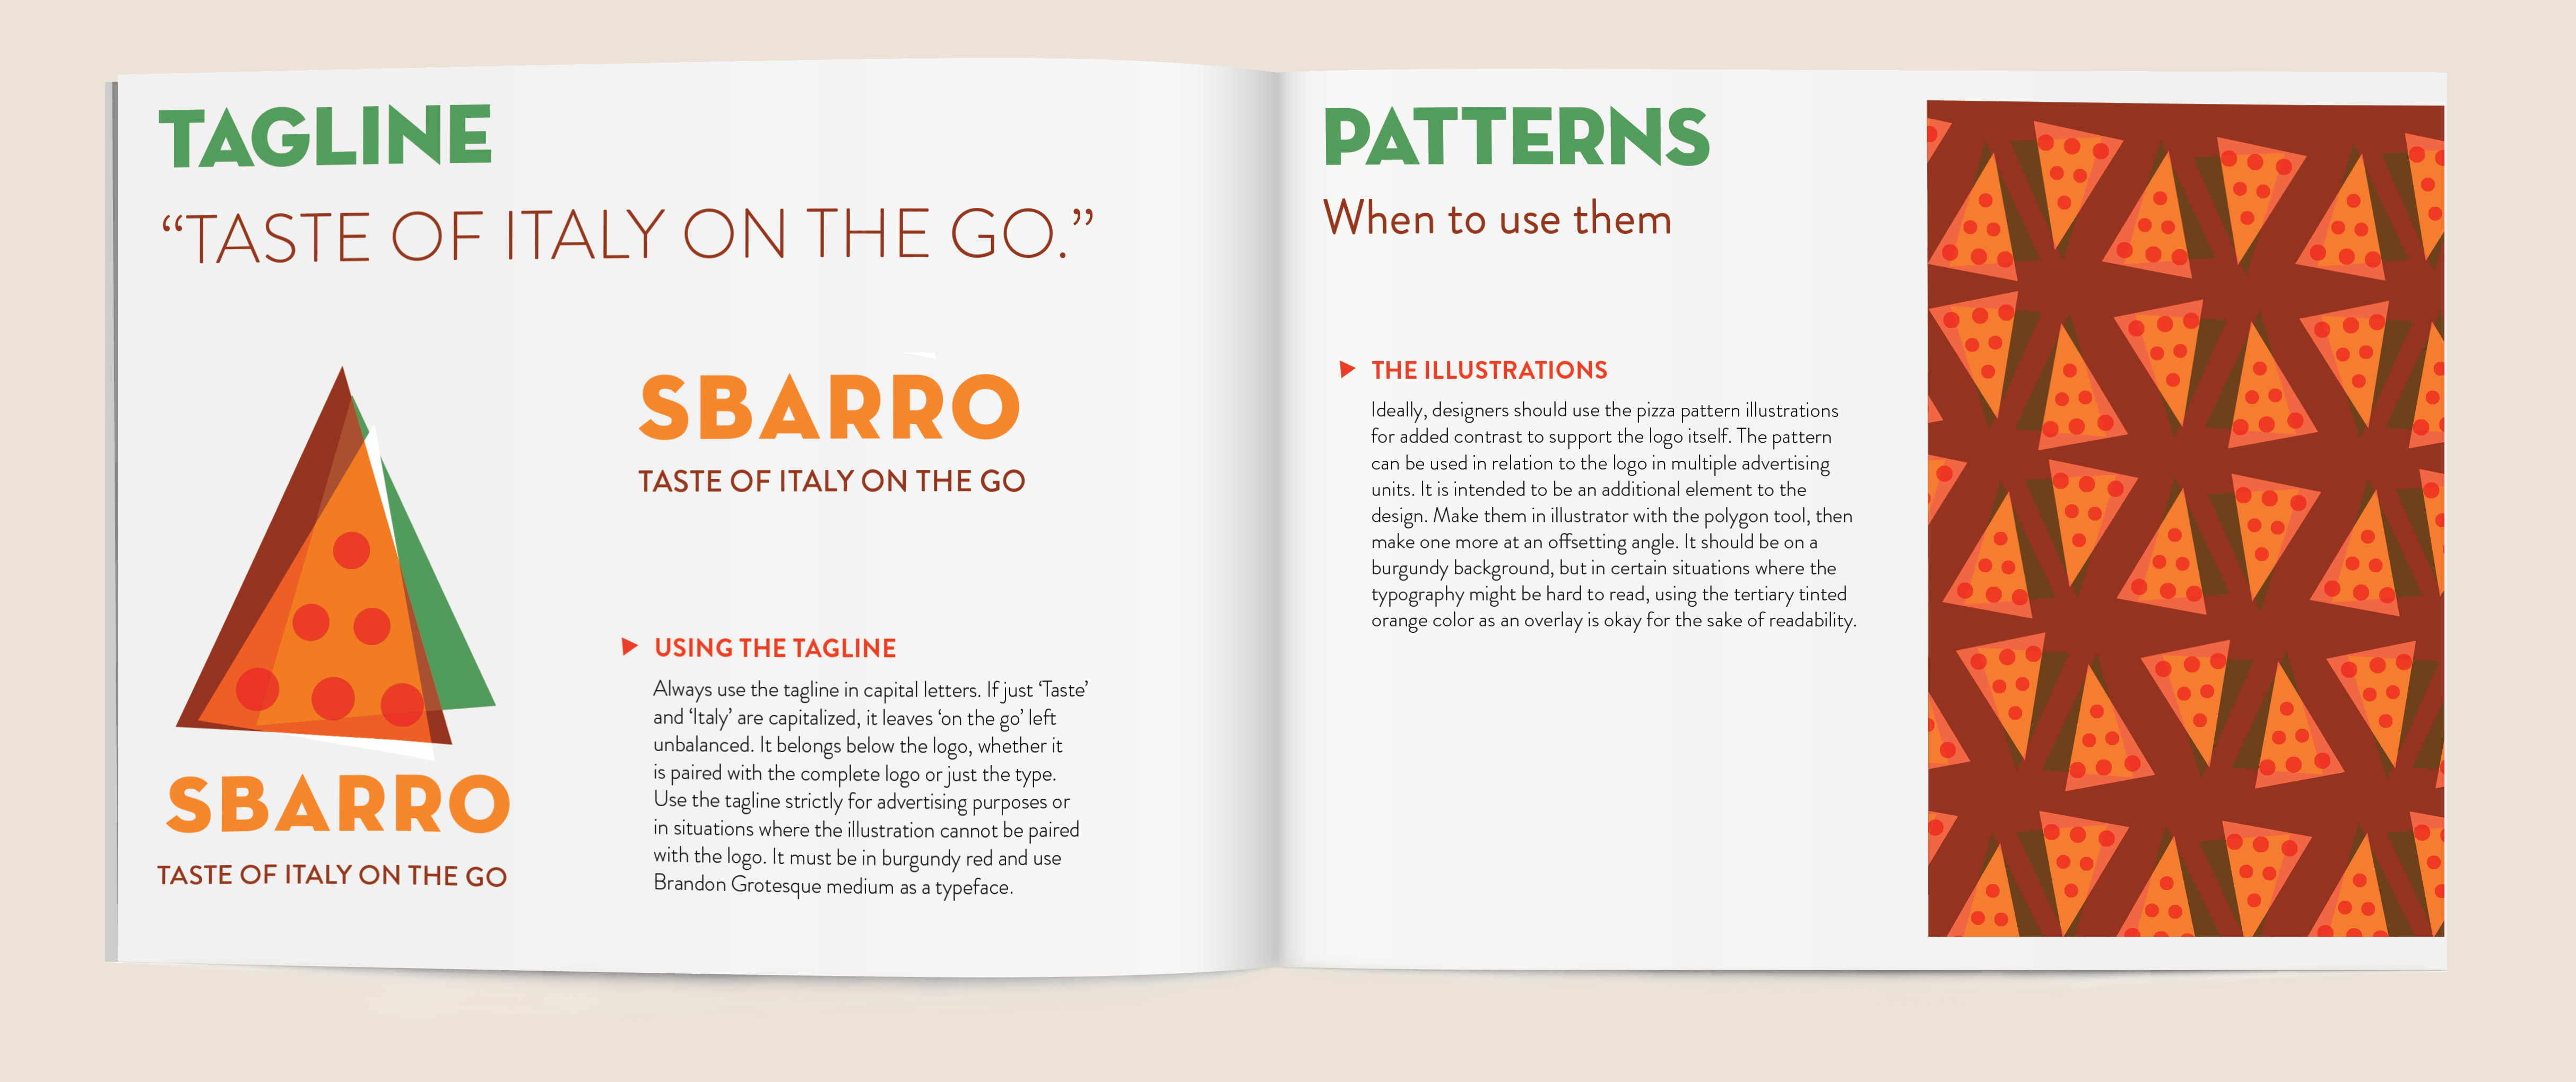 TAGLINE
“TASTE OF ITALY ON THE GO.”
SBARRO
TASTE OF ITALY ON THE GO
SBARRO
TASTE OF ITALY ON THE GO
USING THE TAGLINE
Always use the tagline in capital letters. If just ‘Taste’
and ‘Italy’ are capitalized, it leaves ‘on the go’ left
unbalanced. It belongs below the logo, whether it
is paired with the complete logo or just the type.
Use the tagline strictly for advertising purposes or
in situations where the illustration cannot be paired
with the logo. It must be in burgundy red and use
Brandon Grotesque medium as a typeface.
PATTERNS
When to use them
THE ILLUSTRATIONS
Ideally, designers should use the pizza pattern illustrations
for added contrast to support the logo itself. The pattern
can be used in relation to the logo in multiple advertising
units. It is intended to be an additional element to the
design. Make them in illustrator with the polygon tool, then
make one more at an offsetting angle. It should be on a
burgundy background, but in certain situations where the
typography might be hard to read, using the tertiary tinted
orange color as an overlay is okay for the sake of readability.